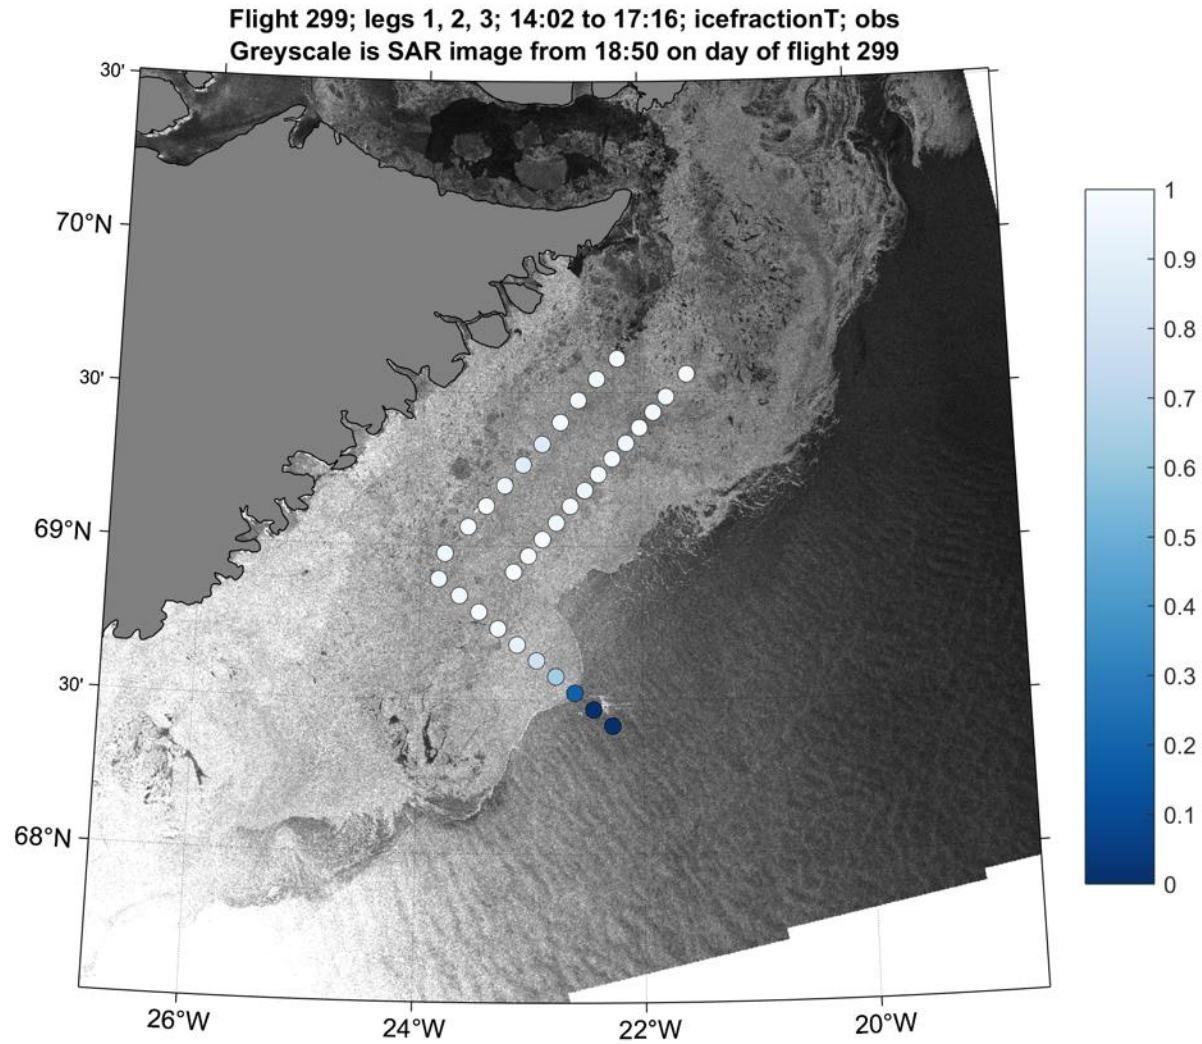 Flight 299; legs 1, 2, 3; 14:02 to 17:16; icefractionT; obs
Greyscale is SAR image from 18:50 on day of flight 299
30'
70°N
30'
69°N
30'
68°N
26°W
24°W
22°W
20°W
1
0.9
0.8
0.7
0.6
0.5
0.4
0.3
0.2
0.1
0